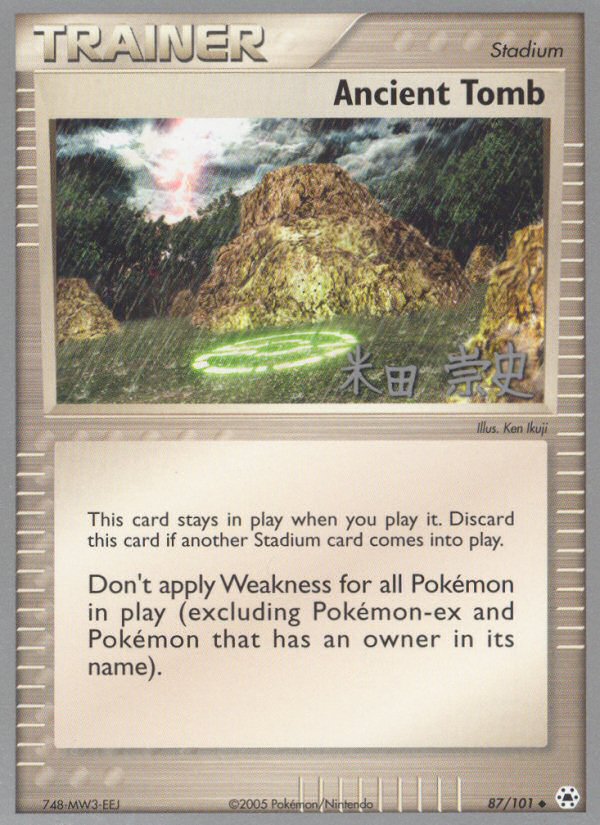 TRAINER
Stadium
Ancient Tomb
米田 崇史
Illus. Ken Ikuji
This card stays in play when you play it. Discard
this card if another Stadium card comes into play.
Don't apply Weakness for all Pokémon
in play (excluding Pokémon-ex and
Pokémon that has an owner in its
name).
748-MW3-EEJ
©2005 Pokémon/Nintendo
87/101